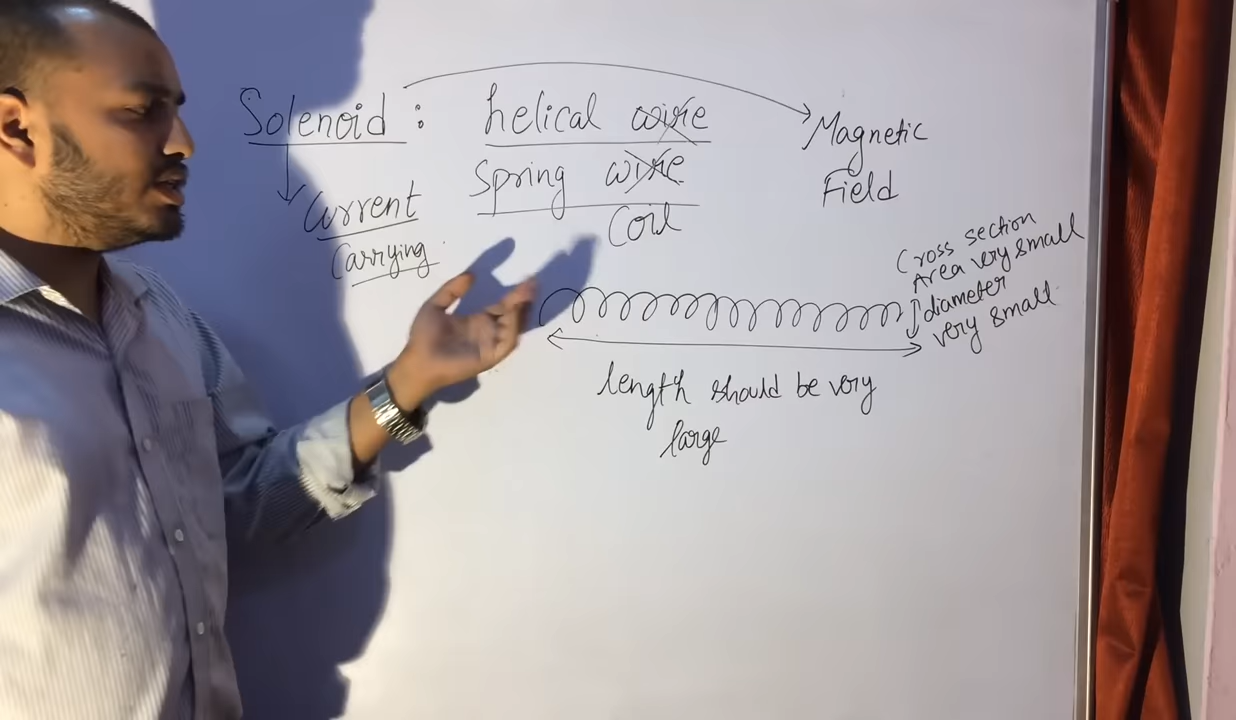 Solenoid : helical wire
Spring wire
Coil
Current
Carrying
Magnetic
Field
Cross section
Area very small
diameter
very small
length should be very
large